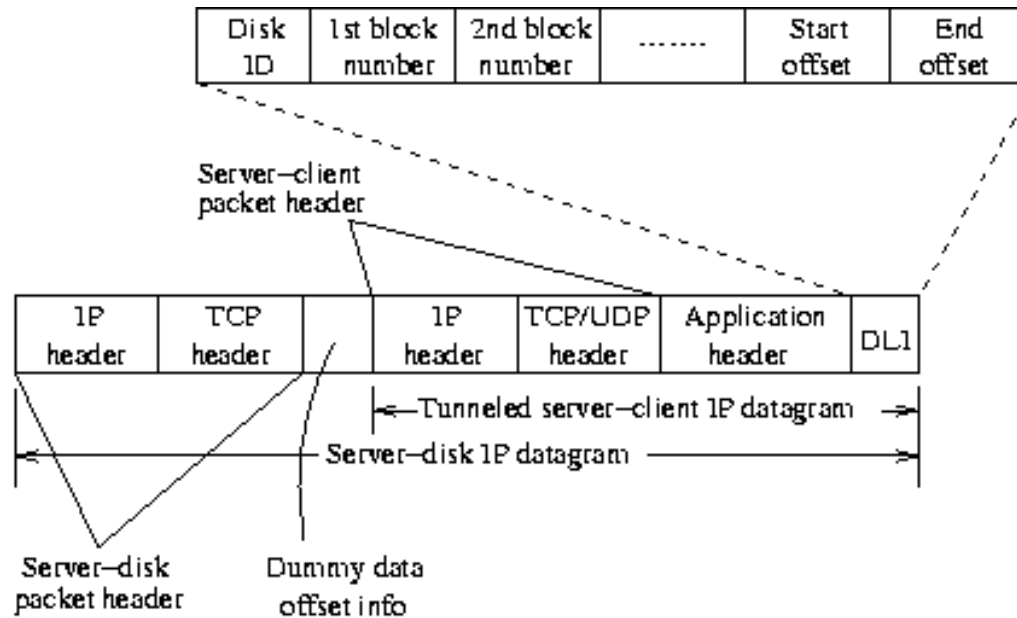 Disk ID
1st block number
2nd block number
.......
Start offset
End offset
Server-client
packet header
IP header
TCP header
IP header
TCP/UDP header
Application header
DLI
Tunneled server-client IP datagram
Server-disk IP datagram
Server-disk
packet header
Dummy data
offset info